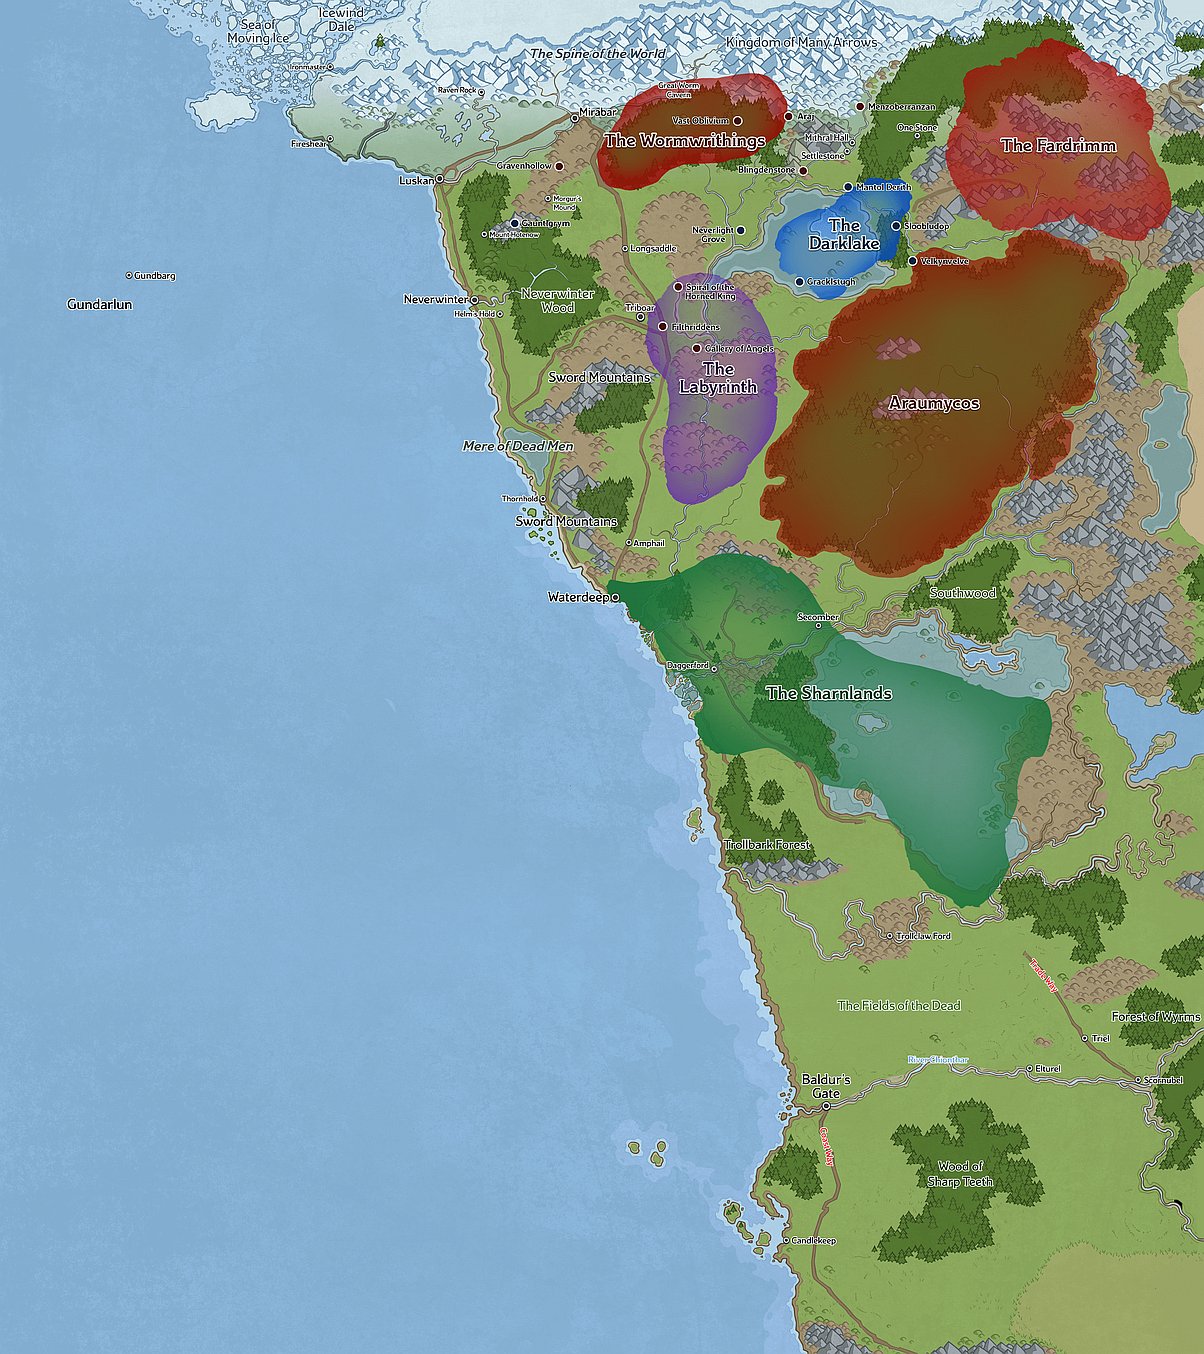 Sea of
Moving Ice
Icewind
Dale
Kingdom of Many Arrows
The Spine of the World
Ironmaster
Raven Rock
Great Worm
Cavern
Mirabar
Vast Oblivion
Araj
Menzoberranzan
One Stone
The Wormwrithings
Mithral Hall
Settlestone
The Fardrimm
Fireshear
Gravenhollow
Blingdenstone
Luskan
Mantol Derith
Morgur's
Mound
Gauntlgrym
Mount Hotenow
Neverlight
Grove
The
Darklake
Sloobludop
Longsaddle
Velkynvelve
Gundbarg
Gundarlun
Gracklstugh
Spiral of the
Horned King
Neverwinter
Neverwinter
Wood
Helm's Hold
Triboar
Filthriddens
Gallery of Angels
The
Labyrinth
Sword Mountains
Araumycos
Mere of Dead Men
Thornhold
Sword Mountains
Amphail
Waterdeep
Southwood
Secomber
Daggerford
The Sharnlands
Trollbark Forest
Trollclaw Ford
Trade Way
The Fields of the Dead
Forest of Wyrms
Triel
River Chionthar
Elturel
Scornubel
Baldur's
Gate
Coast Way
Wood of
Sharp Teeth
Candlekeep